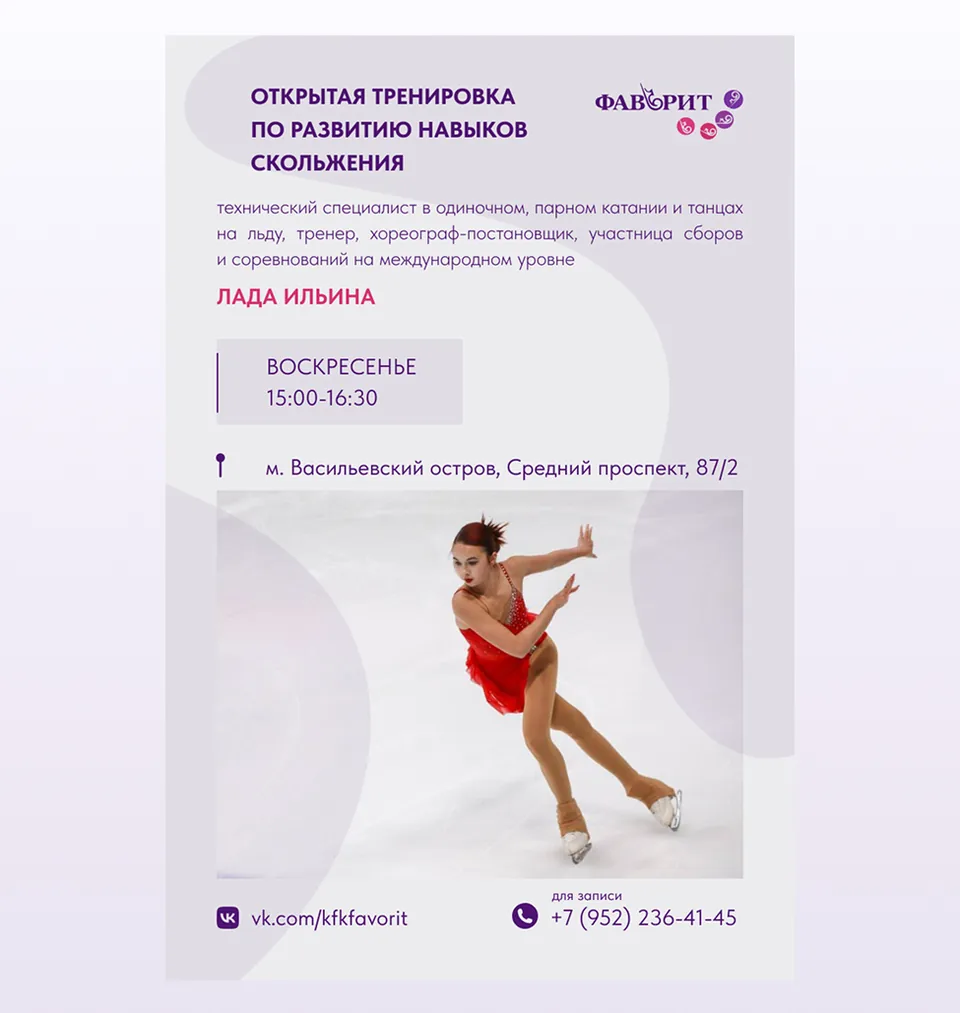 ОТКРЫТАЯ ТРЕНИРОВКА
ПО РАЗВИТИЮ НАВЫКОВ
СКОЛЬЖЕНИЯ
ФАВОРИТ
технический специалист в одиночном, парном катании и танцах
на льду, тренер, хореограф-постановщик, участница сборов
и соревнований на международном уровне
ЛАДА ИЛЬИНА
ВОСКРЕСЕНЬЕ
15:00-16:30
м. Васильевский остров, Средний проспект, 87/2
vk.com/kfkfavorit
для записи
+7 (952) 236-41-45